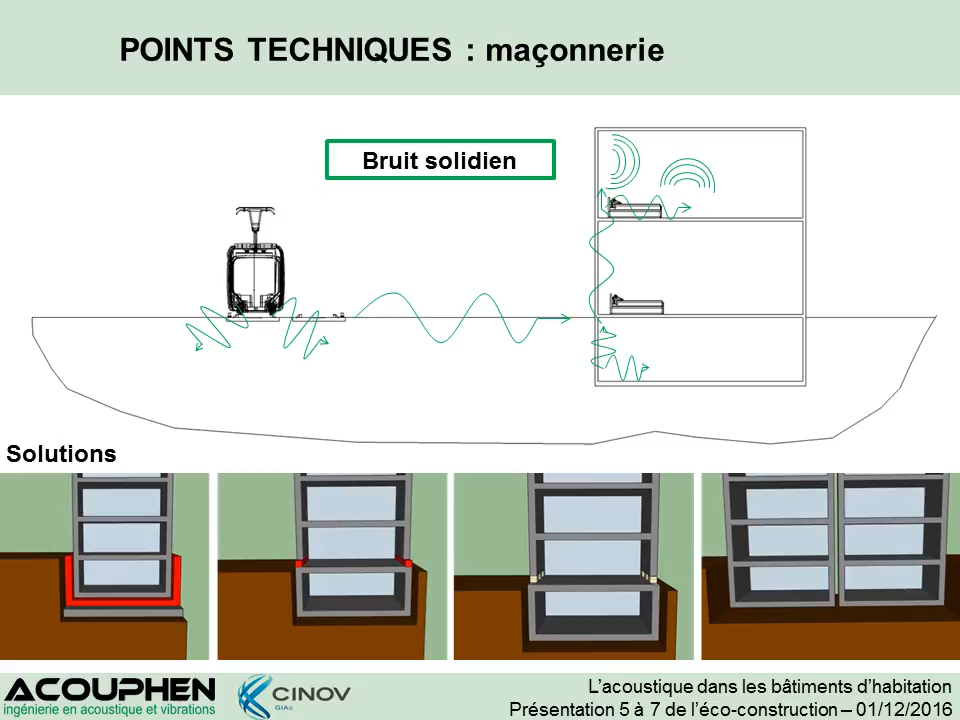 POINTS TECHNIQUES : maçonnerie
Bruit solidien
Solutions
ACOUPHEN
ingénierie en acoustique et vibrations
CINOV
GIAc
L’acoustique dans les bâtiments d’habitation
Présentation 5 à 7 de l’éco-construction – 01/12/2016